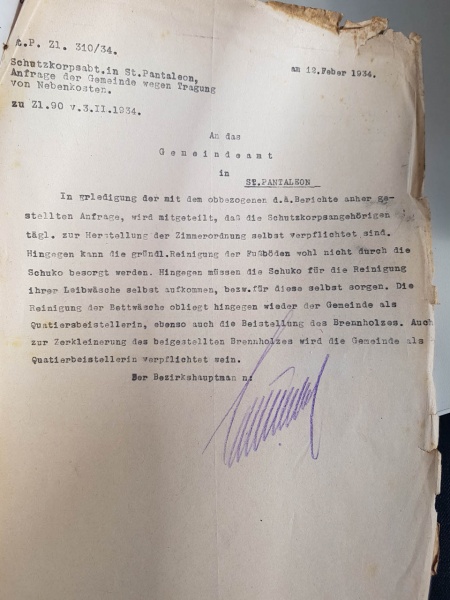 t.P. Zl. 310/34.
Schutzkorpsabt.in St.Pantaleon,
Anfrage der Gemeinde wegen Tragung
von Nebenkosten.
am 12.Feber 1934.
zu Zl.90 v.3.II.1934.
An das
Gemeindeamt
in
St.PANTALEON
In grledigung der mit dem obbezogenen d.ä.Berichte anher ge-
stellten Anfrage, wird mitgeteilt, daß die Schutzkorpsangehörigen
tägl. zur Herstellung der Zimmerordnung selbst verpflichtet sind.
Hingegen kann die gründl.Reinigung der Fußböden wohl nicht durch die
Schuko besorgt werden. Hingegen müssen die Schuko für die Reinigung
ihrer Leibwäsche selbst aufkommen, bezw.für diese selbst sorgen. Die
Reinigung der Bettwäsche obliegt hingegen wieder der Gemeinde als
Quatiersbeistellerin, ebenso auch die Beistellung des Brennholzes. Auch
zur Zerkleinerung des beigestellten Brennholzes wird die Gemeinde als
Quatierbeistellerin verpflichtet sein.
Der Bezirkshauptman n: